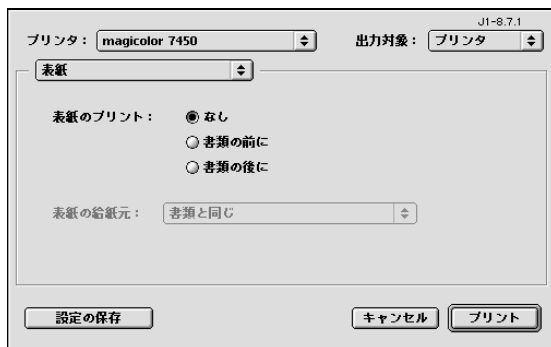 J1-8.7.1
プリンタ： magicolor 7450 出力対象： プリンタ
表紙
表紙のプリント： なし
書類の前に
書類の後に
表紙の給紙元： 書類と同じ
設定の保存 キャンセル プリント